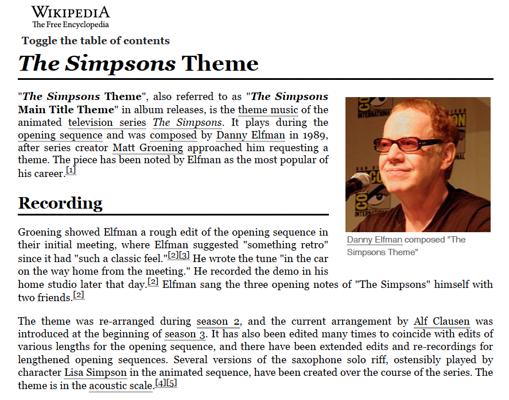 WIKIPEDIA
The Free Encyclopedia
Toggle the table of contents
The Simpsons Theme
"The Simpsons Theme", also referred to as "The Simpsons
Main Title Theme" in album releases, is the theme music of the
animated television series The Simpsons. It plays during the
opening sequence and was composed by Danny Elfman in 1989,
after series creator Matt Groening approached him requesting a
theme. The piece has been noted by Elfman as the most popular of
his career.[1]
Danny Elfman composed "The
Simpsons Theme"
Recording
Groening showed Elfman a rough edit of the opening sequence in
their initial meeting, where Elfman suggested "something retro"
since it had "such a classic feel."[2][3] He wrote the tune "in the car
on the way home from the meeting." He recorded the demo in his
home studio later that day.[2] Elfman sang the three opening notes of "The Simpsons" himself with
two friends.[2]
The theme was re-arranged during season 2, and the current arrangement by Alf Clausen was
introduced at the beginning of season 3. It has also been edited many times to coincide with edits of
various lengths for the opening sequence, and there have been extended edits and re-recordings for
lengthened opening sequences. Several versions of the saxophone solo riff, ostensibly played by
character Lisa Simpson in the animated sequence, have been created over the course of the series. The
theme is in the acoustic scale.[4][5]